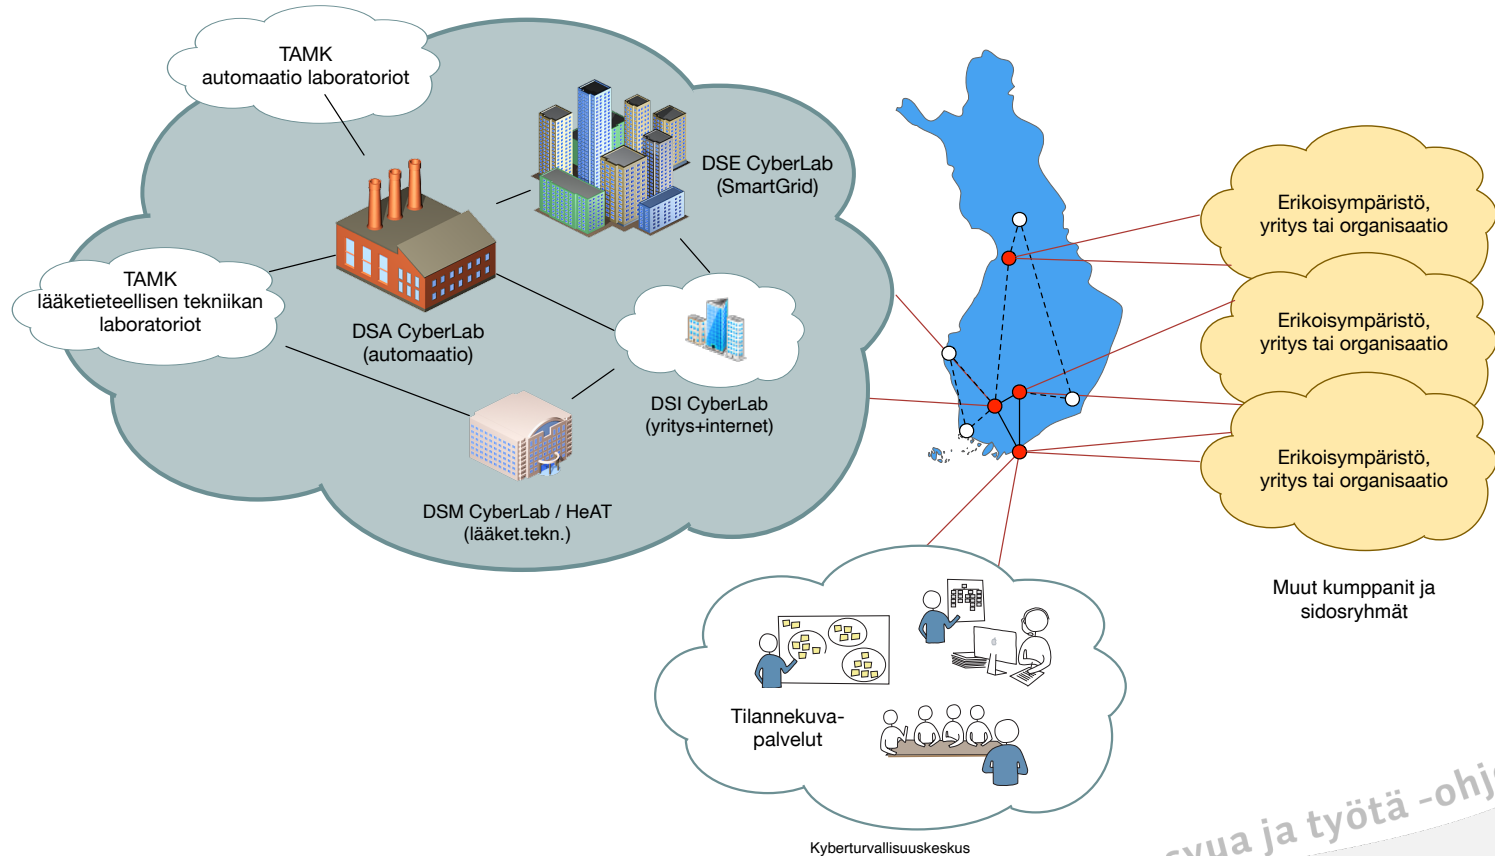 TAMK
automaatio laboratoriot
DSE CyberLab
(SmartGrid)
TAMK
lääketieteellisen tekniikan
laboratoriot
DSA CyberLab
(automaatio)
DSI CyberLab
(yritys+internet)
DSM CyberLab / HeAT
(lääket.tekn.)
Erikoisympäristö,
yritys tai organisaatio
Erikoisympäristö,
yritys tai organisaatio
Erikoisympäristö,
yritys tai organisaatio
Muut kumppanit ja
sidosryhmät
Tilannekuva-
palvelut
Kyberturvallisuuskeskus
ja työtä